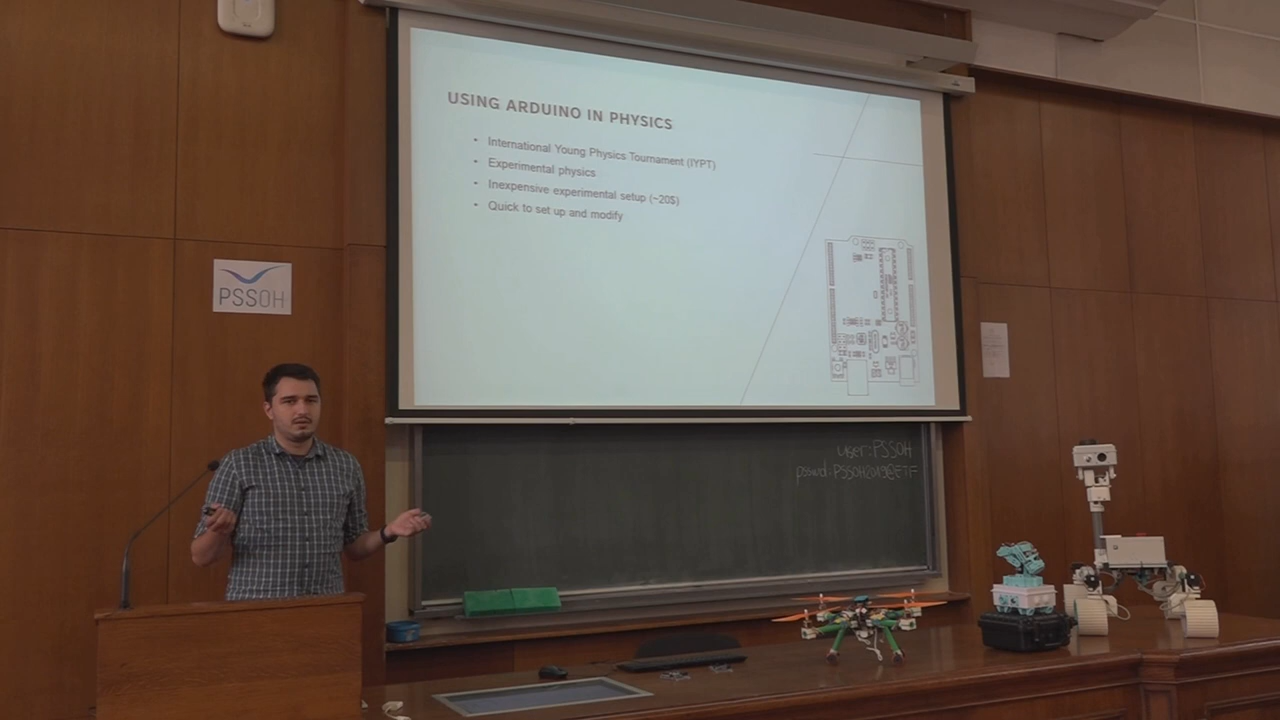 USING ARDUINO IN PHYSICS
• International Young Physics Tournament (IYPT)
• Experimental physics
• Inexpensive experimental setup (~20$)
• Quick to set up and modify
PSSOH
user:PSSOH
psswd:PSSOH2019@ETF